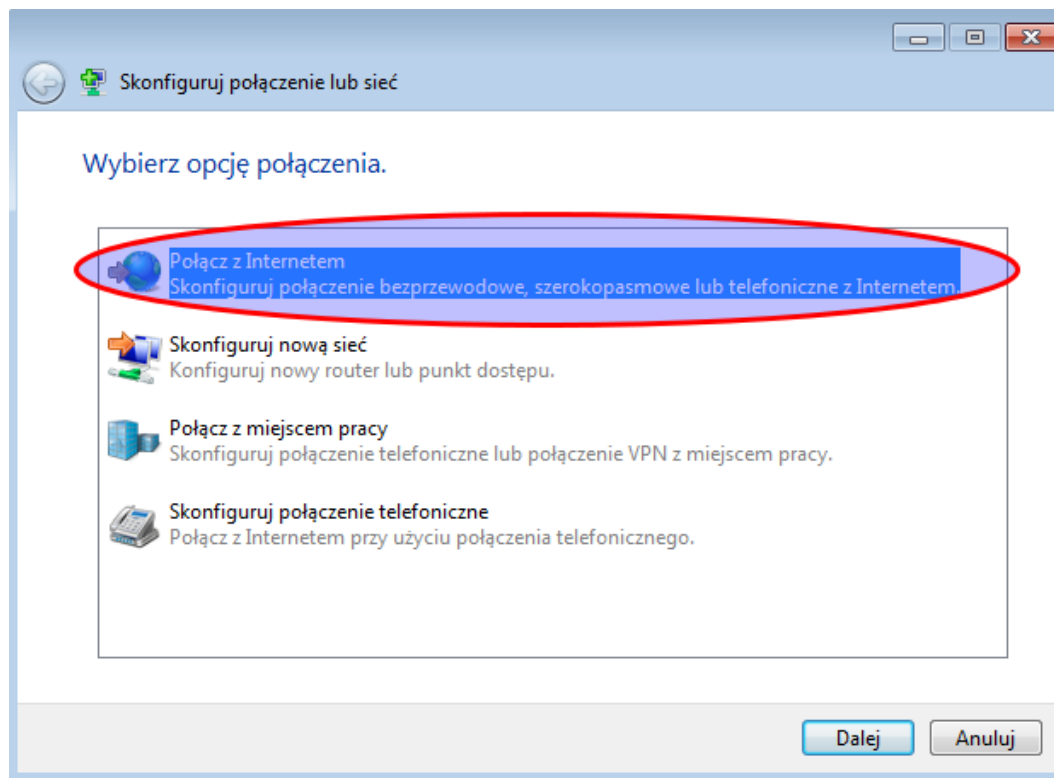 Skonfiguruj połączenie lub sieć
Wybierz opcję połączenia.
Połącz z Internetem
Skonfiguruj połączenie bezprzewodowe, szerokopasmowe lub telefoniczne z Internetem.
Skonfiguruj nową sieć
Konfiguruj nowy router lub punkt dostępu.
Połącz z miejscem pracy
Skonfiguruj połączenie telefoniczne lub połączenie VPN z miejscem pracy.
Skonfiguruj połączenie telefoniczne
Połącz z Internetem przy użyciu połączenia telefonicznego.
Dalej Anuluj